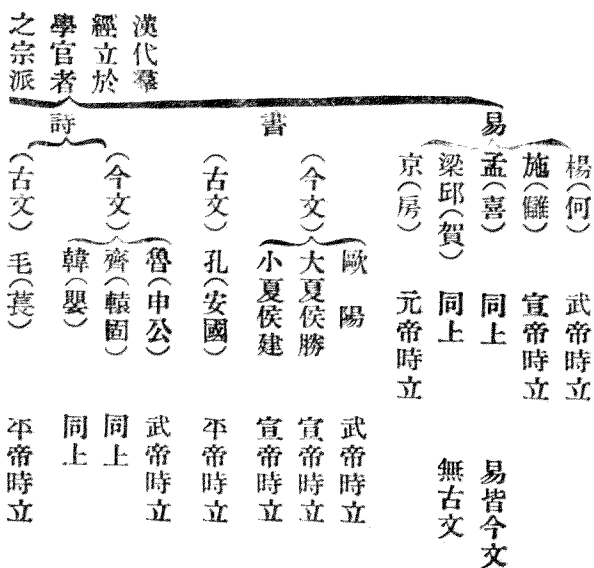 漢代羣
經立於
學官者
之宗派
易
楊(何) 武帝時立
施(讎) 宣帝時立
孟(喜) 同上 易皆今文
梁邱(賀) 同上 無古文
京(房) 元帝時立
書
(今文)
歐陽 武帝時立
大夏侯勝 宣帝時立
小夏侯建 宣帝時立
(古文) 孔(安國) 平帝時立
詩
(今文)
魯(申公) 武帝時立
齊(轅固) 同上
韓(嬰) 同上
(古文) 毛(萇) 平帝時立